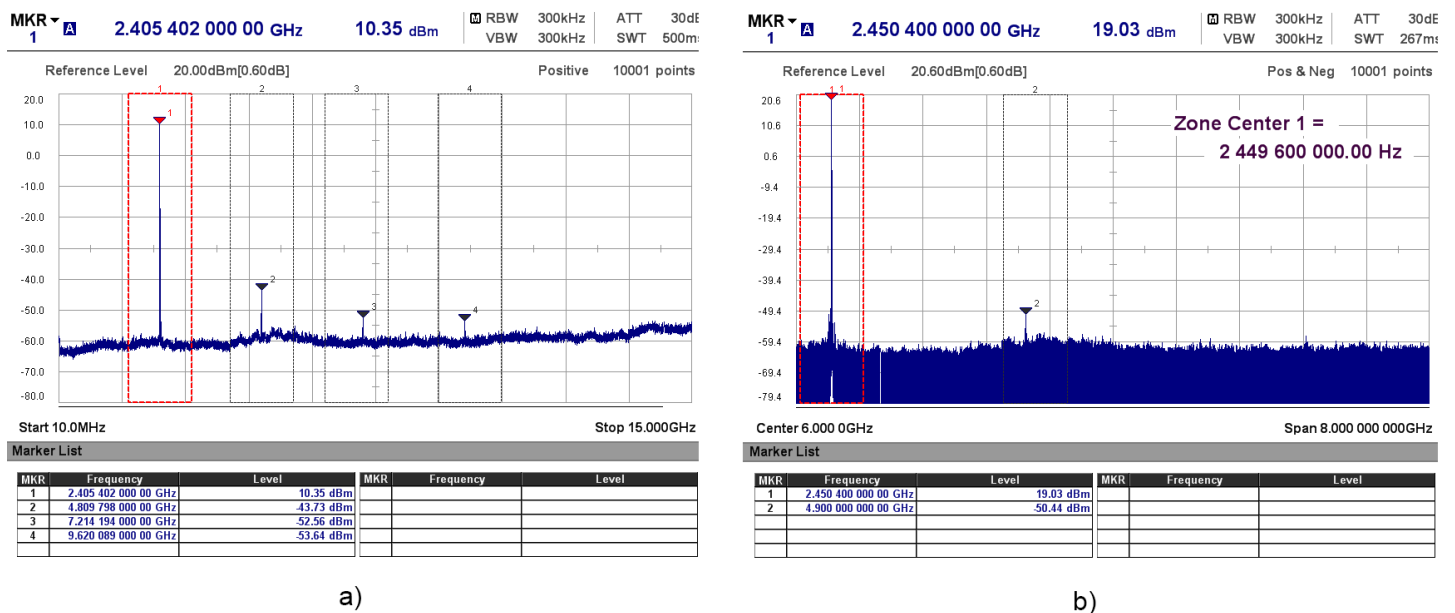 MKR 1 A 2.405 402 000 00 GHz 10.35 dBm M RBW 300kHz ATT 30dB
VBW 300kHz SWT 500ms
Reference Level 20.00dBm[0.60dB] Positive 10001 points
1 2 3 4
20.0
10.0
0.0
-10.0
-20.0
-30.0
-40.0
-50.0
-60.0
-70.0
-80.0
1
2
3
4
Start 10.0MHz Stop 15.000GHz
Marker List
MKR Frequency Level MKR Frequency Level
1 2.405 402 000 00 GHz 10.35 dBm
2 4.809 798 000 00 GHz -43.73 dBm
3 7.214 194 000 00 GHz -52.56 dBm
4 9.620 089 000 00 GHz -53.64 dBm
a)
MKR 1 A 2.450 400 000 00 GHz 19.03 dBm M RBW 300kHz ATT 30dB
VBW 300kHz SWT 267ms
Reference Level 20.60dBm[0.60dB] Pos & Neg 10001 points
1 1 2
20.6
10.6
0.6
-9.4
-19.4
-29.4
-39.4
-49.4
-59.4
-69.4
-79.4
Zone Center 1 =
2 449 600 000.00 Hz
2
Center 6.000 0GHz Span 8.000 000 000GHz
Marker List
MKR Frequency Level MKR Frequency Level
1 2.450 400 000 00 GHz 19.03 dBm
2 4.900 000 000 00 GHz -50.44 dBm
b)